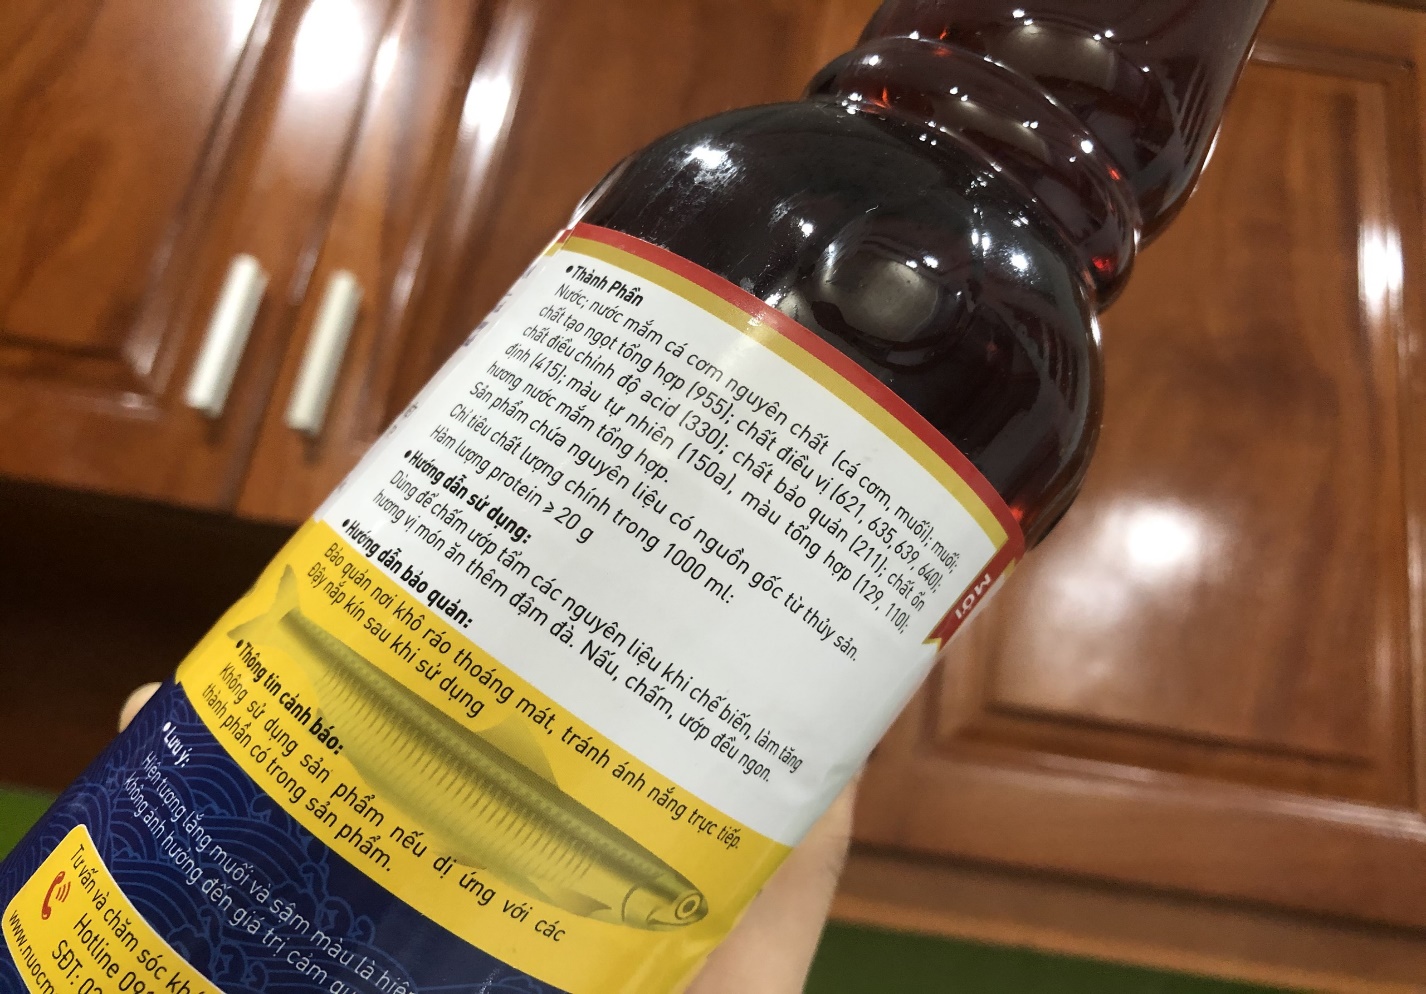 •Thành Phần
Nước; nước mắm cá cơm nguyên chất (cá cơm, muối); muối;
chất tạo ngọt tổng hợp (955); chất điều vị (621, 635, 639, 640);
chất điều chỉnh độ acid (330); chất bảo quản (211); chất ổn
định (415); màu tự nhiên (150a), màu tổng hợp (129, 110);
hương nước mắm tổng hợp.
Sản phẩm chứa nguyên liệu có nguồn gốc từ thủy sản.
Chỉ tiêu chất lượng chính trong 1000 ml:
Hàm lượng protein ≥ 20 g
•Hướng dẫn sử dụng:
Dùng để chấm ướp tẩm các nguyên liệu khi chế biến, làm tăng
hương vị món ăn thêm đậm đà. Nấu, chấm, ướp đều ngon.
•Hướng dẫn bảo quản:
Bảo quản nơi khô ráo thoáng mát, tránh ánh nắng trực tiếp.
Đậy nắp kín sau khi sử dụng
•Thông tin cảnh báo:
Không sử dụng sản phẩm nếu dị ứng với các
thành phần có trong sản phẩm.
•Lưu ý:
Hiện tượng lắng muối và sậm màu là
không ảnh hưởng đến giá trị cảm
Tư vấn và chăm sóc
Hotline
SĐT:
MỚI